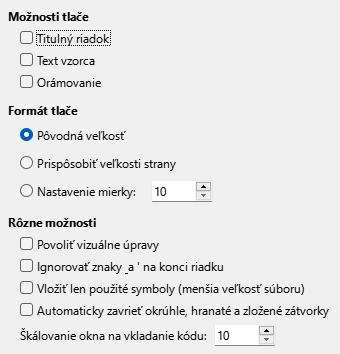 Možnosti tlače
Titulný riadok
Text vzorca
Orámovanie
Formát tlače
Pôvodná veľkosť
Prispôsobiť veľkosti strany
Nastavenie mierky: 10
Rôzne možnosti
Povoliť vizuálne úpravy
Ignorovať znaky ˍa ' na konci riadku
Vložiť len použité symboly (menšia veľkosť súboru)
Automaticky zavrieť okrúhle, hranaté a zložené zátvorky
Škálovanie okna na vkladanie kódu: 10